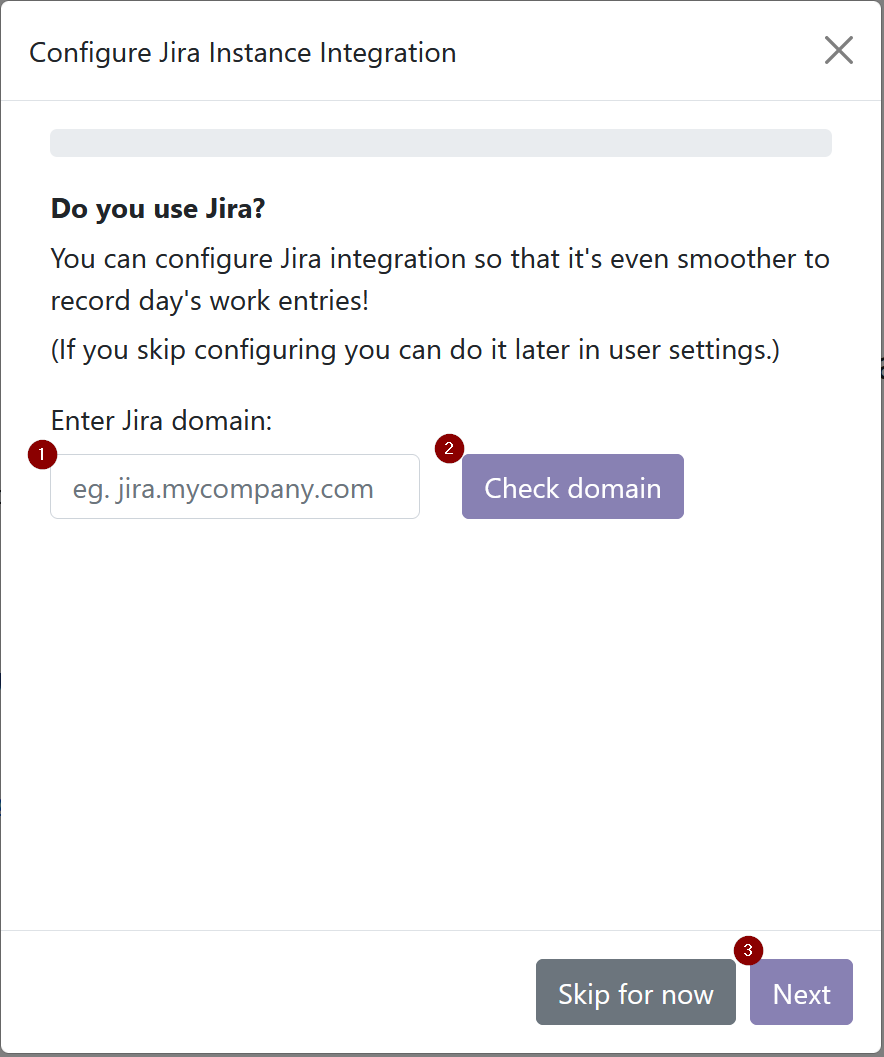 Configure Jira Instance Integration
Do you use Jira?
You can configure Jira integration so that it's even smoother to
record day's work entries!
(If you skip configuring you can do it later in user settings.)
Enter Jira domain:
1
2
eg. jira.mycompany.com
Check domain
3
Skip for now
Next